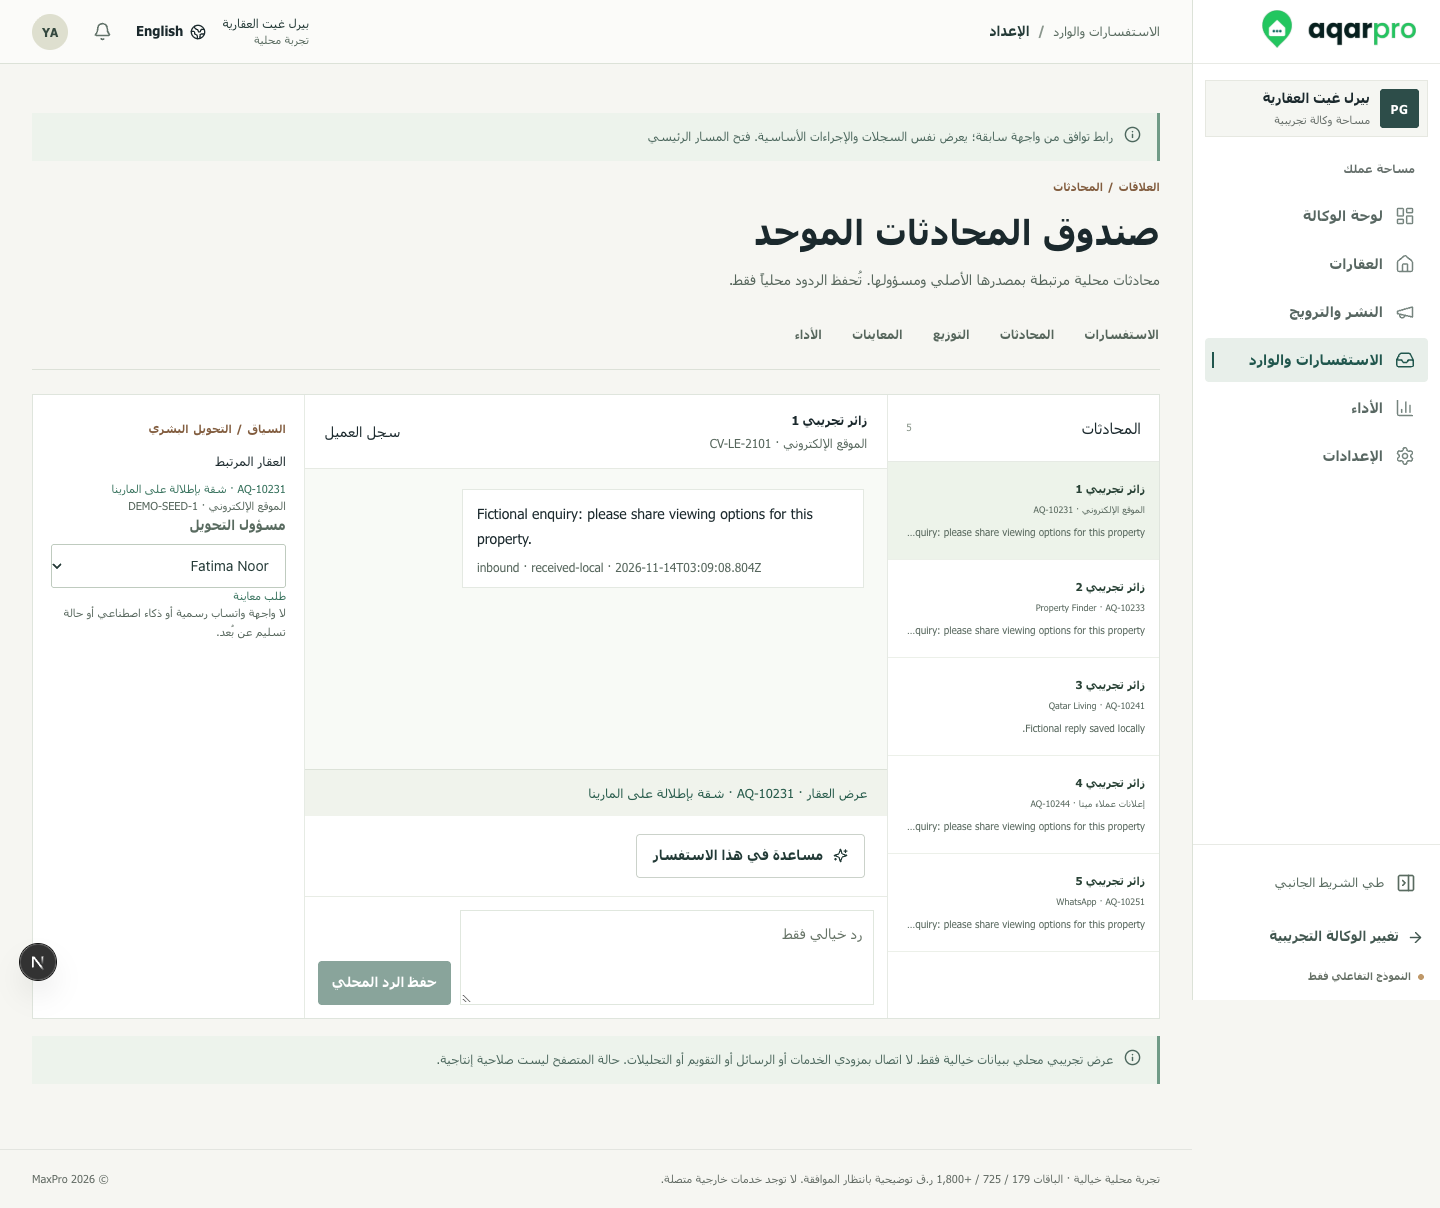 aqarpro
PG
بيرل غيت العقارية
مساحة وكالة تجريبية
مساحة عملك
لوحة الوكالة
العقارات
النشر والترويج
الاستفسارات والوارد
الأداء
الإعدادات
طي الشريط الجانبي
تغيير الوكالة التجريبية
النموذج التفاعلي فقط
الاستفسارات والوارد / الإعداد
بيرل غيت العقارية
تجربة محلية
English
YA
رابط توافق من واجهة سابقة؛ يعرض نفس السجلات والإجراءات الأساسية. فتح المسار الرئيسي
العلاقات / المحادثات
صندوق المحادثات الموحد
محادثات محلية مرتبطة بمصدرها الأصلي ومسؤولها. تُحفظ الردود محلياً فقط.
الاستفسارات
المحادثات
التوزيع
المعاينات
الأداء
المحادثات
5
زائر تجريبي 1
الموقع الإلكتروني · AQ-10231
quiry: please share viewing options for this property...
زائر تجريبي 2
Property Finder · AQ-10233
quiry: please share viewing options for this property...
زائر تجريبي 3
Qatar Living · AQ-10241
.Fictional reply saved locally
زائر تجريبي 4
إعلانات عملاء ميتا · AQ-10244
quiry: please share viewing options for this property...
زائر تجريبي 5
WhatsApp · AQ-10251
quiry: please share viewing options for this property...
زائر تجريبي 1
الموقع الإلكتروني · CV-LE-2101
سجل العميل
Fictional enquiry: please share viewing options for this
property.
inbound · received-local · 2026-11-14T03:09:08.804Z
عرض العقار · AQ-10231 · شقة بإطلالة على المارينا
مساعدة في هذا الاستفسار
رد خيالي فقط
حفظ الرد المحلي
السياق / التحويل البشري
العقار المرتبط
AQ-10231 · شقة بإطلالة على المارينا
الموقع الإلكتروني · DEMO-SEED-1
مسؤول التحويل
Fatima Noor
طلب معاينة
لا واجهة واتساب رسمية أو ذكاء اصطناعي أو حالة
تسليم عن بُعد.
N
عرض تجريبي محلي ببيانات خيالية فقط. لا اتصال بمزودي الخدمات أو الرسائل أو التقويم أو التحليلات. حالة المتصفح ليست صلاحية إنتاجية.
تجربة محلية خيالية · الباقات 179 / 725 / +1,800 ر.ق توضيحية بانتظار الموافقة. لا توجد خدمات خارجية متصلة.
MaxPro 2026 ©